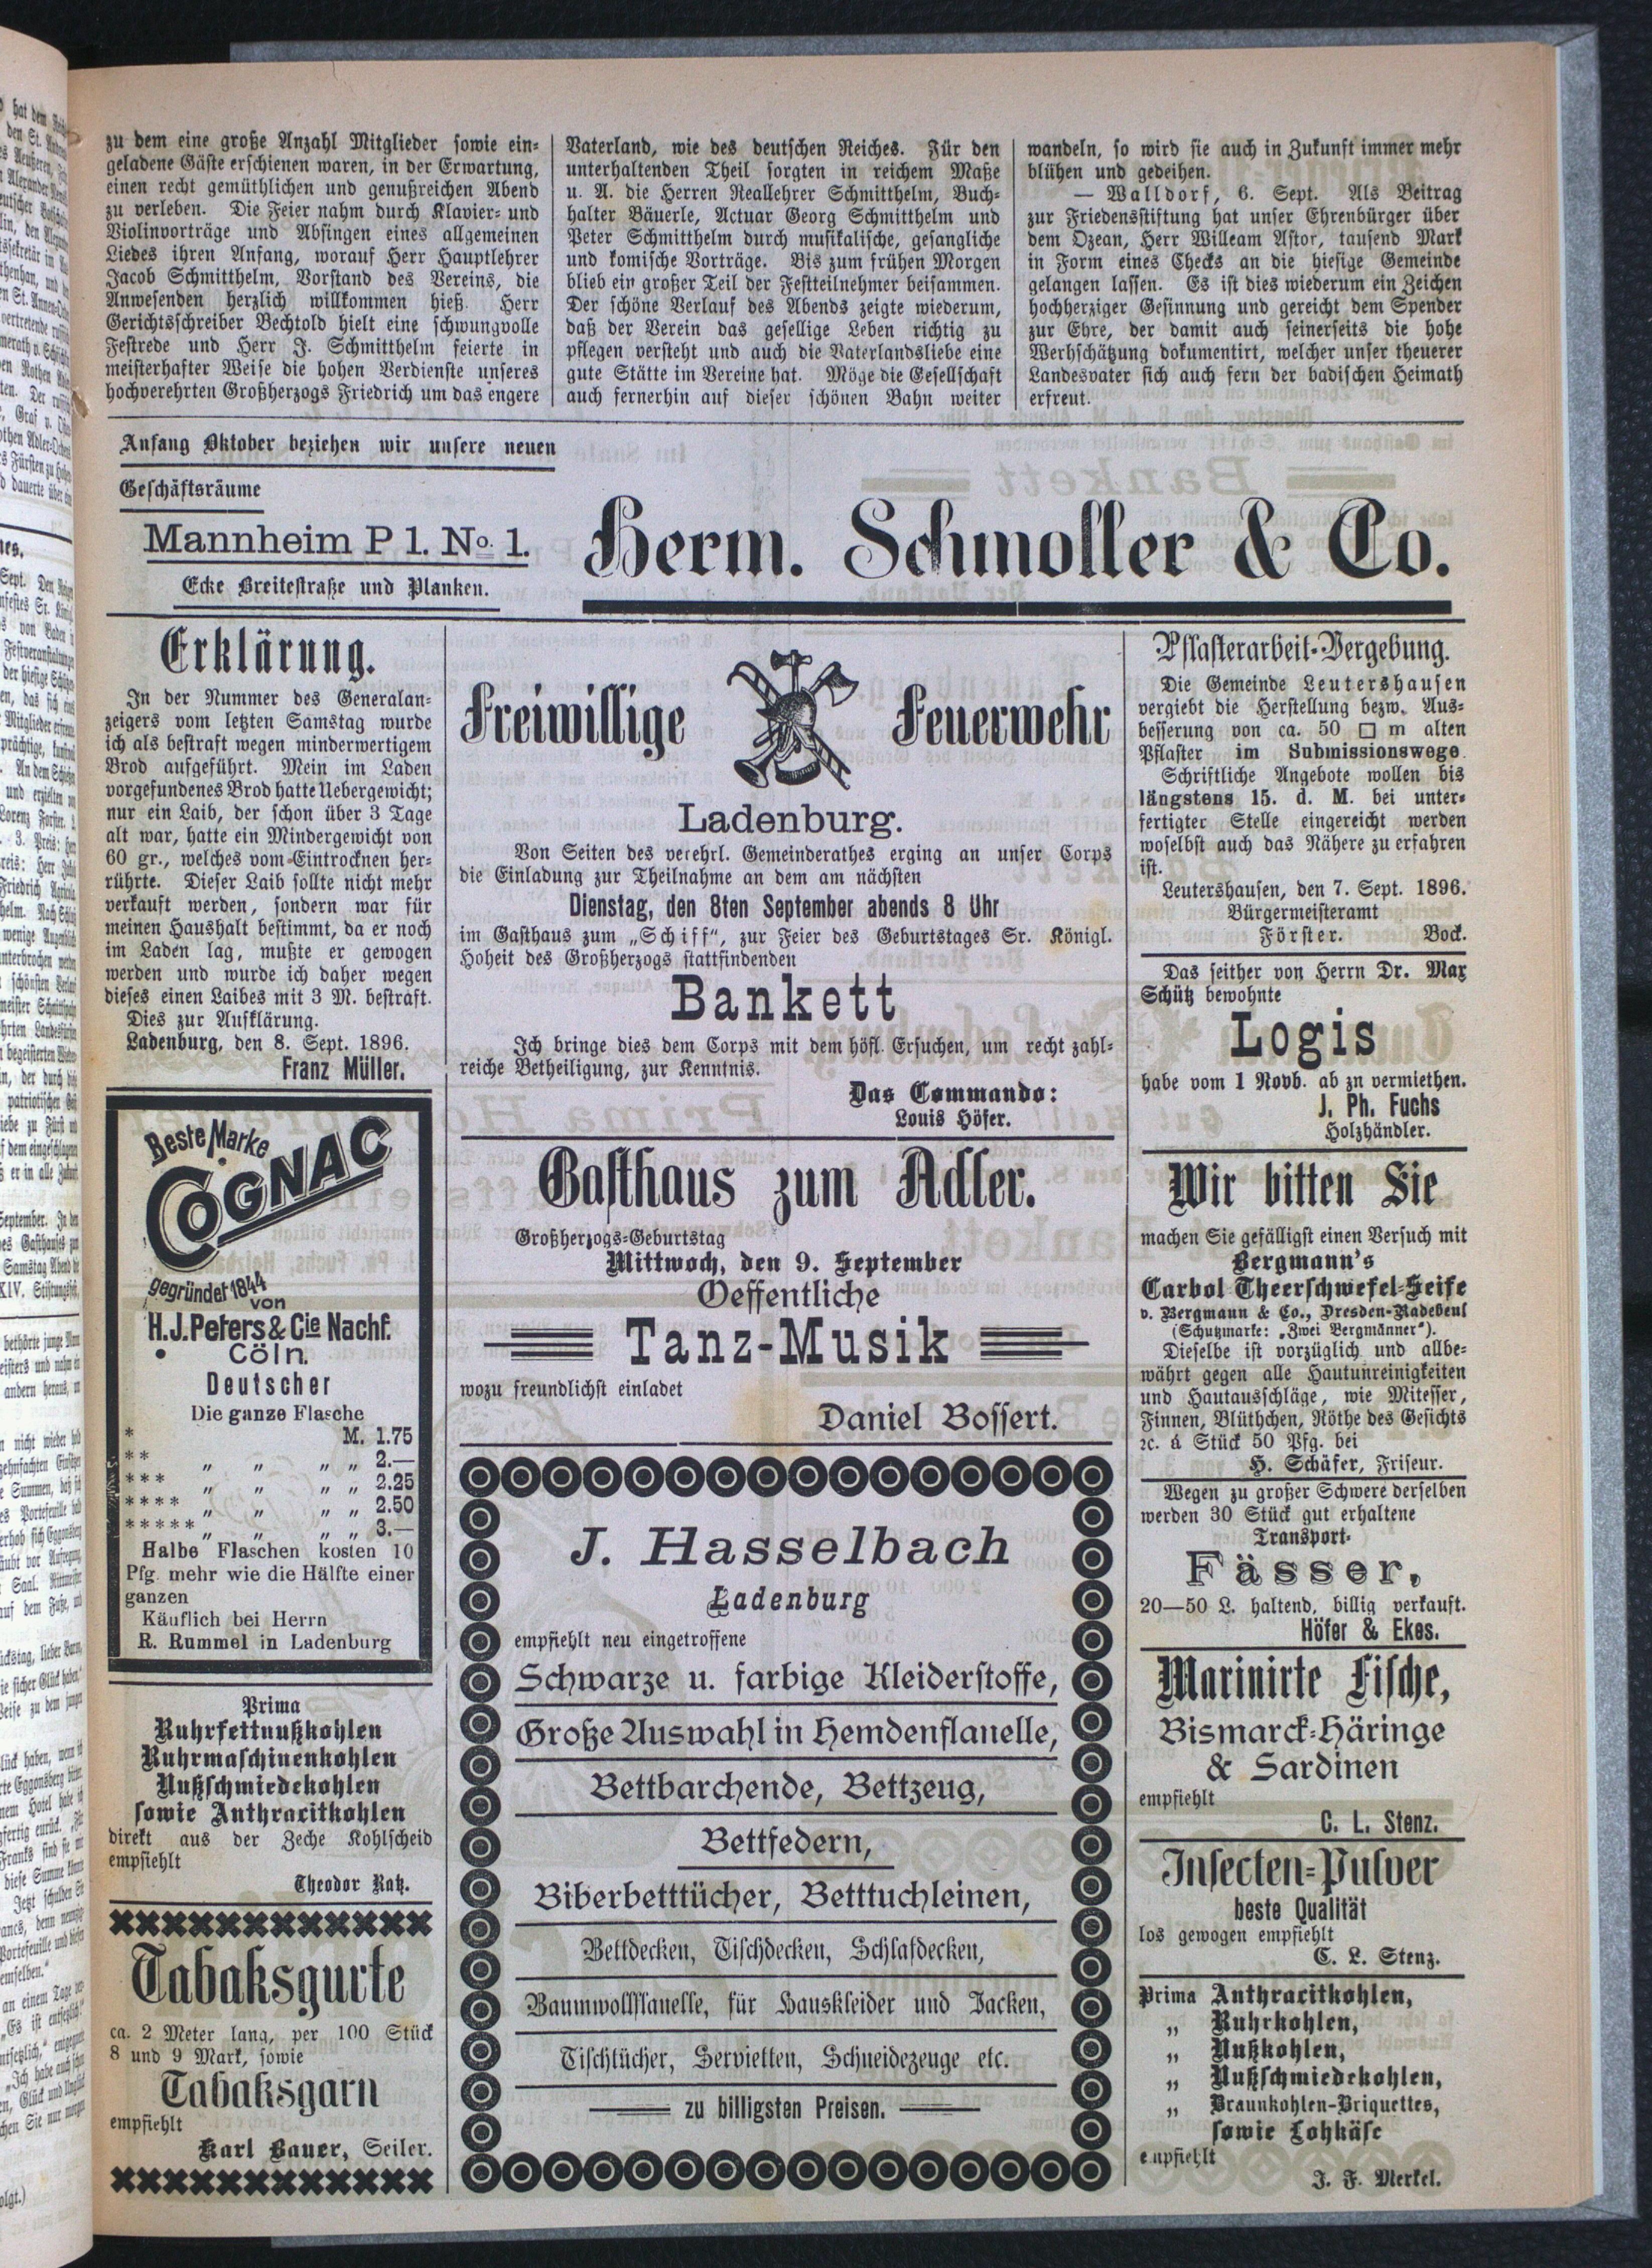 zu dem eine große Anzahl Mitglieder sowie ein-
geladene Gäste erschienen waren, in der Erwartung,
einen recht gemüthlichen und genußreichen Abend
zu verleben. Die Feier nahm durch Klavier- und
Violinvorträge und Absingen eines allgemeinen
Liedes ihren Anfang, worauf Herr Hauptlehrer
Jacob Schmitthelm, Vorstand des Vereins, die
Anwesenden herzlich willkommen hieß. Herr
Gerichtsschreiber Bechtold hielt eine schwungvolle
Festrede und Herr J. Schmitthelm feierte in
meisterhafter Weise die hohen Verdienste unseres
hochverehrten Großherzogs Friedrich um das engere
Vaterland, wie des deutschen Reiches. Für den
unterhaltenden Theil sorgten in reichem Maße
u. A. die Herren Reallehrer Schmitthelm, Buch-
halter Bäuerle, Actuar Georg Schmitthelm und
Peter Schmitthelm durch musikalische, gesangliche
und komische Vorträge. Bis zum frühen Morgen
blieb ein großer Teil der Festteilnehmer beisammen.
Der schöne Verlauf des Abends zeigte wiederum,
daß der Verein das gesellige Leben richtig zu
pflegen versteht und auch die Vaterlandsliebe eine
gute Stätte im Vereine hat. Möge die Gesellschaft
auch fernerhin auf dieser schönen Bahn weiter
wandeln, so wird sie auch in Zukunft immer mehr
blühen und gedeihen.
— Walldorf, 6. Sept. Als Beitrag
zur Friedensstiftung hat unser Ehrenbürger über
dem Ozean, Herr Willeam Astor, tausend Mark
in Form eines Checks an die hiesige Gemeinde
gelangen lassen. Es ist dies wiederum ein Zeichen
hochherziger Gesinnung und gereicht dem Spender
zur Ehre, der damit auch seinerseits die hohe
Werhschätzung dokumentirt, welcher unser theuerer
Landesvater sich auch fern der badischen Heimath
erfreut.
Anfang Oktober beziehen wir unsere neuen
Geschäftsräume
Mannheim P 1. No. 1.
Ecke Breitestraße und Planken.
Herm. Schmoller & Co.
Erklärung.
In der Nummer des Generalan-
zeigers vom letzten Samstag wurde
ich als bestraft wegen minderwertigem
Brod aufgeführt. Mein im Laden
vorgefundenes Brod hatte Uebergewicht;
nur ein Laib, der schon über 3 Tage
alt war, hatte ein Mindergewicht von
60 gr., welches vom Eintrocknen her-
rührte. Dieser Laib sollte nicht mehr
verkauft werden, sondern war für
meinen Haushalt bestimmt, da er noch
im Laden lag, mußte er gewogen
werden und wurde ich daher wegen
dieses einen Laibes mit 3 M. bestraft.
Dies zur Aufklärung.
Ladenburg, den 8. Sept. 1896.
Franz Müller.
Beste Marke
COGNAC
gegründet 1844
von
H.J. Peters & Cie Nachf.
Cöln.
Deutscher
Die ganze Flasche
* M. 1.75
** " " " " 2.—
*** " " " " 2.25
**** " " " " 2.50
***** " " " " 3.—
Halbe Flaschen kosten 10
Pfg. mehr wie die Hälfte einer
ganzen
Käuflich bei Herrn
R. Rummel in Ladenburg
Prima
Ruhrfettnußkohlen
Ruhrmaschinenkohlen
Nußschmiedekohlen
sowie Anthracitkohlen
direkt aus der Zeche Kohlscheid
empfiehlt
Theodor Katz.
Tabaksgurte
ca. 2 Meter lang, per 100 Stück
8 und 9 Mark, sowie
Tabaksgarn
empfiehlt
Karl Bauer, Seiler.
Freiwillige Feuerwehr
Ladenburg.
Von Seiten des verehrl. Gemeinderathes erging an unser Corps
die Einladung zur Theilnahme an dem am nächsten
Dienstag, den 8ten September abends 8 Uhr
im Gasthaus zum „Schiff", zur Feier des Geburtstages Sr. Königl.
Hoheit des Großherzogs stattfindenden
Bankett
Ich bringe dies dem Corps mit dem höfl. Ersuchen, um recht zahl-
reiche Betheiligung, zur Kenntnis.
Das Commando:
Louis Höfer.
Gasthaus zum Adler.
Großherzogs-Geburtstag
Mittwoch, den 9. September
Oeffentliche
Tanz-Musik
wozu freundlichst einladet
Daniel Bossert.
J. Hasselbach
Ladenburg
empfiehlt neu eingetroffene
Schwarze u. farbige Kleiderstoffe,
Große Auswahl in Hemdenflanelle,
Bettbarchende, Bettzeug,
Bettfedern,
Biberbetttücher, Betttuchleinen,
Bettdecken, Tischdecken, Schlafdecken,
Baumwollflanelle, für Hauskleider und Jacken,
Tischtücher, Servietten, Schneidezeuge etc.
zu billigsten Preisen.
Pflasterarbeit-Vergebung.
Die Gemeinde Leutershausen
vergiebt die Herstellung bezw. Aus-
besserung von ca. 50 □ m alten
Pflaster im Submissionswege.
Schriftliche Angebote wollen bis
längstens 15. d. M. bei unter-
fertigter Stelle eingereicht werden
woselbst auch das Nähere zu erfahren
ist.
Leutershausen, den 7. Sept. 1896.
Bürgermeisteramt
Förster. Bock.
Das seither von Herrn Dr. Max
Schütz bewohnte
Logis
habe vom 1 Novb. ab zn vermiethen.
J. Ph. Fuchs
Holzhändler.
Wir bitten Sie
machen Sie gefälligst einen Versuch mit
Bergmann's
Carbol Theerschwefel-Seife
v. Bergmann & Co., Dresden-Radebeul
(Schutzmarke: „Zwei Bergmänner").
Dieselbe ist vorzüglich und allbe-
währt gegen alle Hautunreinigkeiten
und Hautausschläge, wie Mitesser,
Finnen, Blüthchen, Röthe des Gesichts
ꝛc. á Stück 50 Pfg. bei
H. Schäfer, Friseur.
Wegen zu großer Schwere derselben
werden 30 Stück gut erhaltene
Transport-
Fässer,
20—50 L. haltend, billig verkauft.
Höfer & Ekes.
Marinirte Fische,
Bismarck-Häringe
& Sardinen
empfiehlt
C. L. Stenz.
Insecten-Pulver
beste Qualität
los gewogen empfiehlt
C. L. Stenz.
Prima Anthracitkohlen,
„ Ruhrkohlen,
„ Nußkohlen,
„ Nußschmiedekohlen,
„ Braunkohlen-Briquettes,
sowie Lohkäse
empfiehlt
J. F. Merkel.